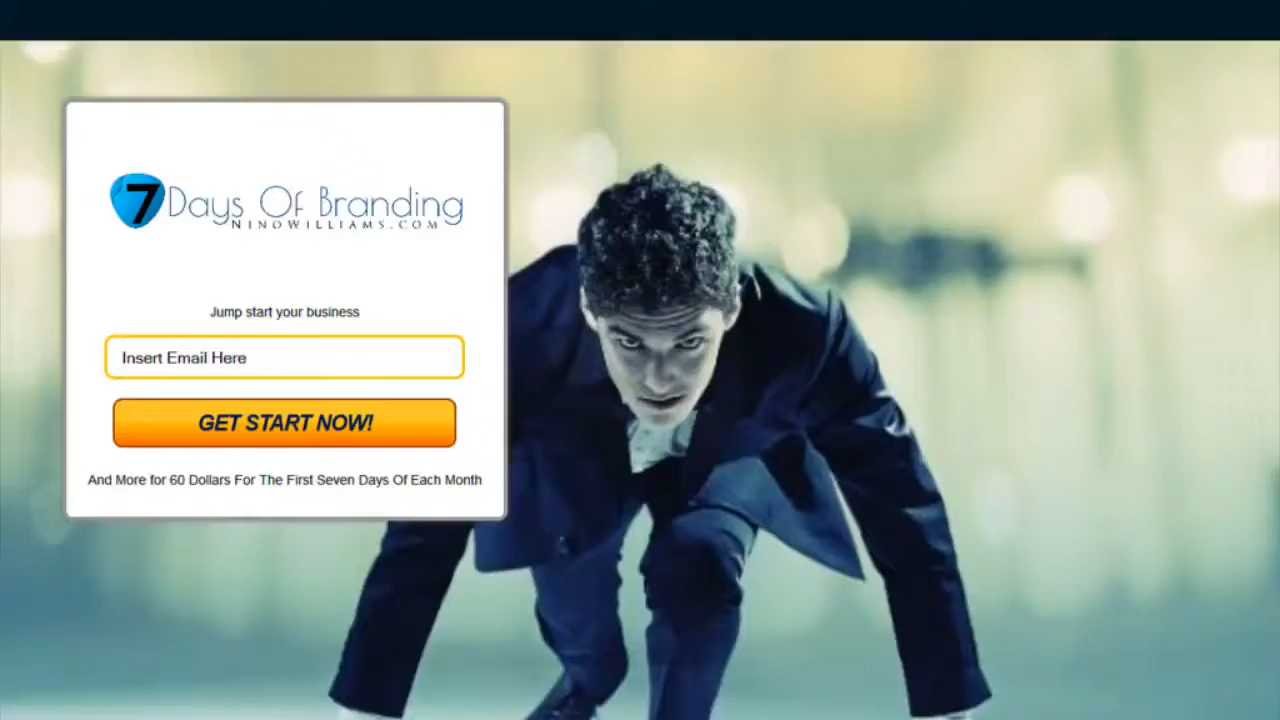 7 Days Of Branding
NINOWILLIAMS.COM
Jump start your business
Insert Email Here
GET START NOW!
And More for 60 Dollars For The First Seven Days Of Each Month